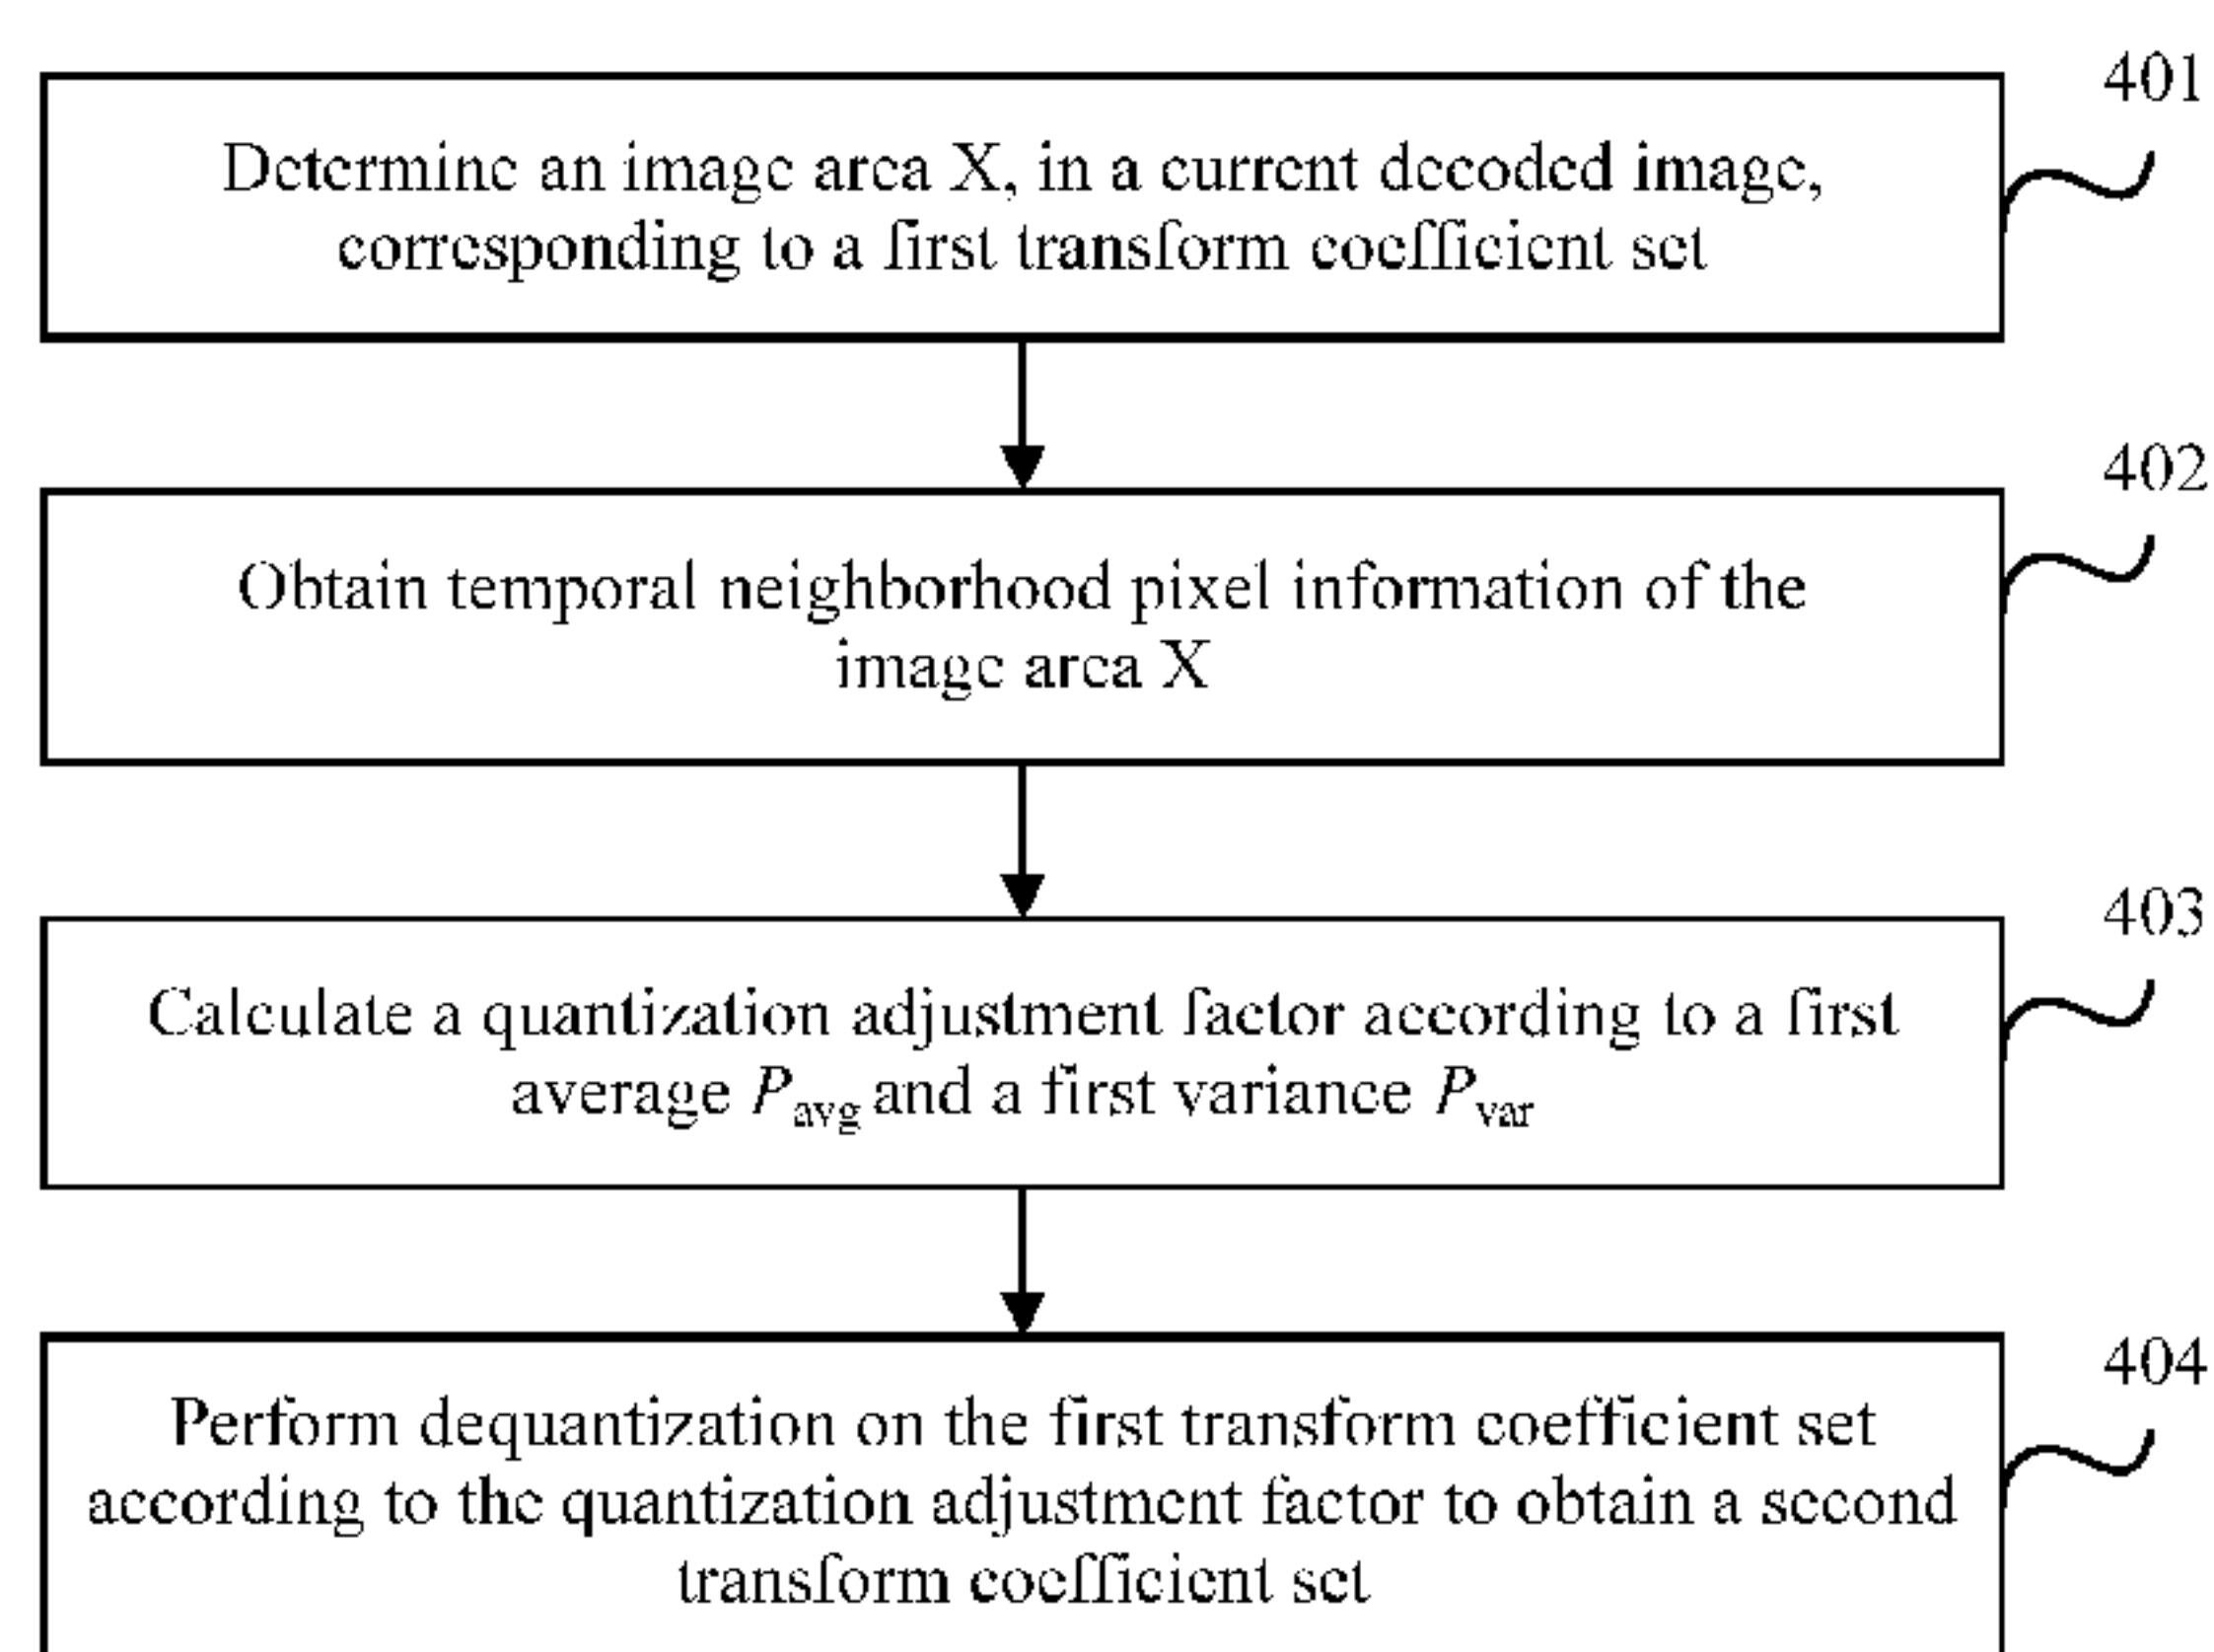 401
Determine an image area X, in a current decoded image,
corresponding to a first transform coefficient set
402
Obtain temporal neighborhood pixel information of the
image area X
403
Calculate a quantization adjustment factor according to a first
average Pavg and a first variance Pvar
404
Perform dequantization on the first transform coefficient set
according to the quantization adjustment factor to obtain a second
transform coefficient set